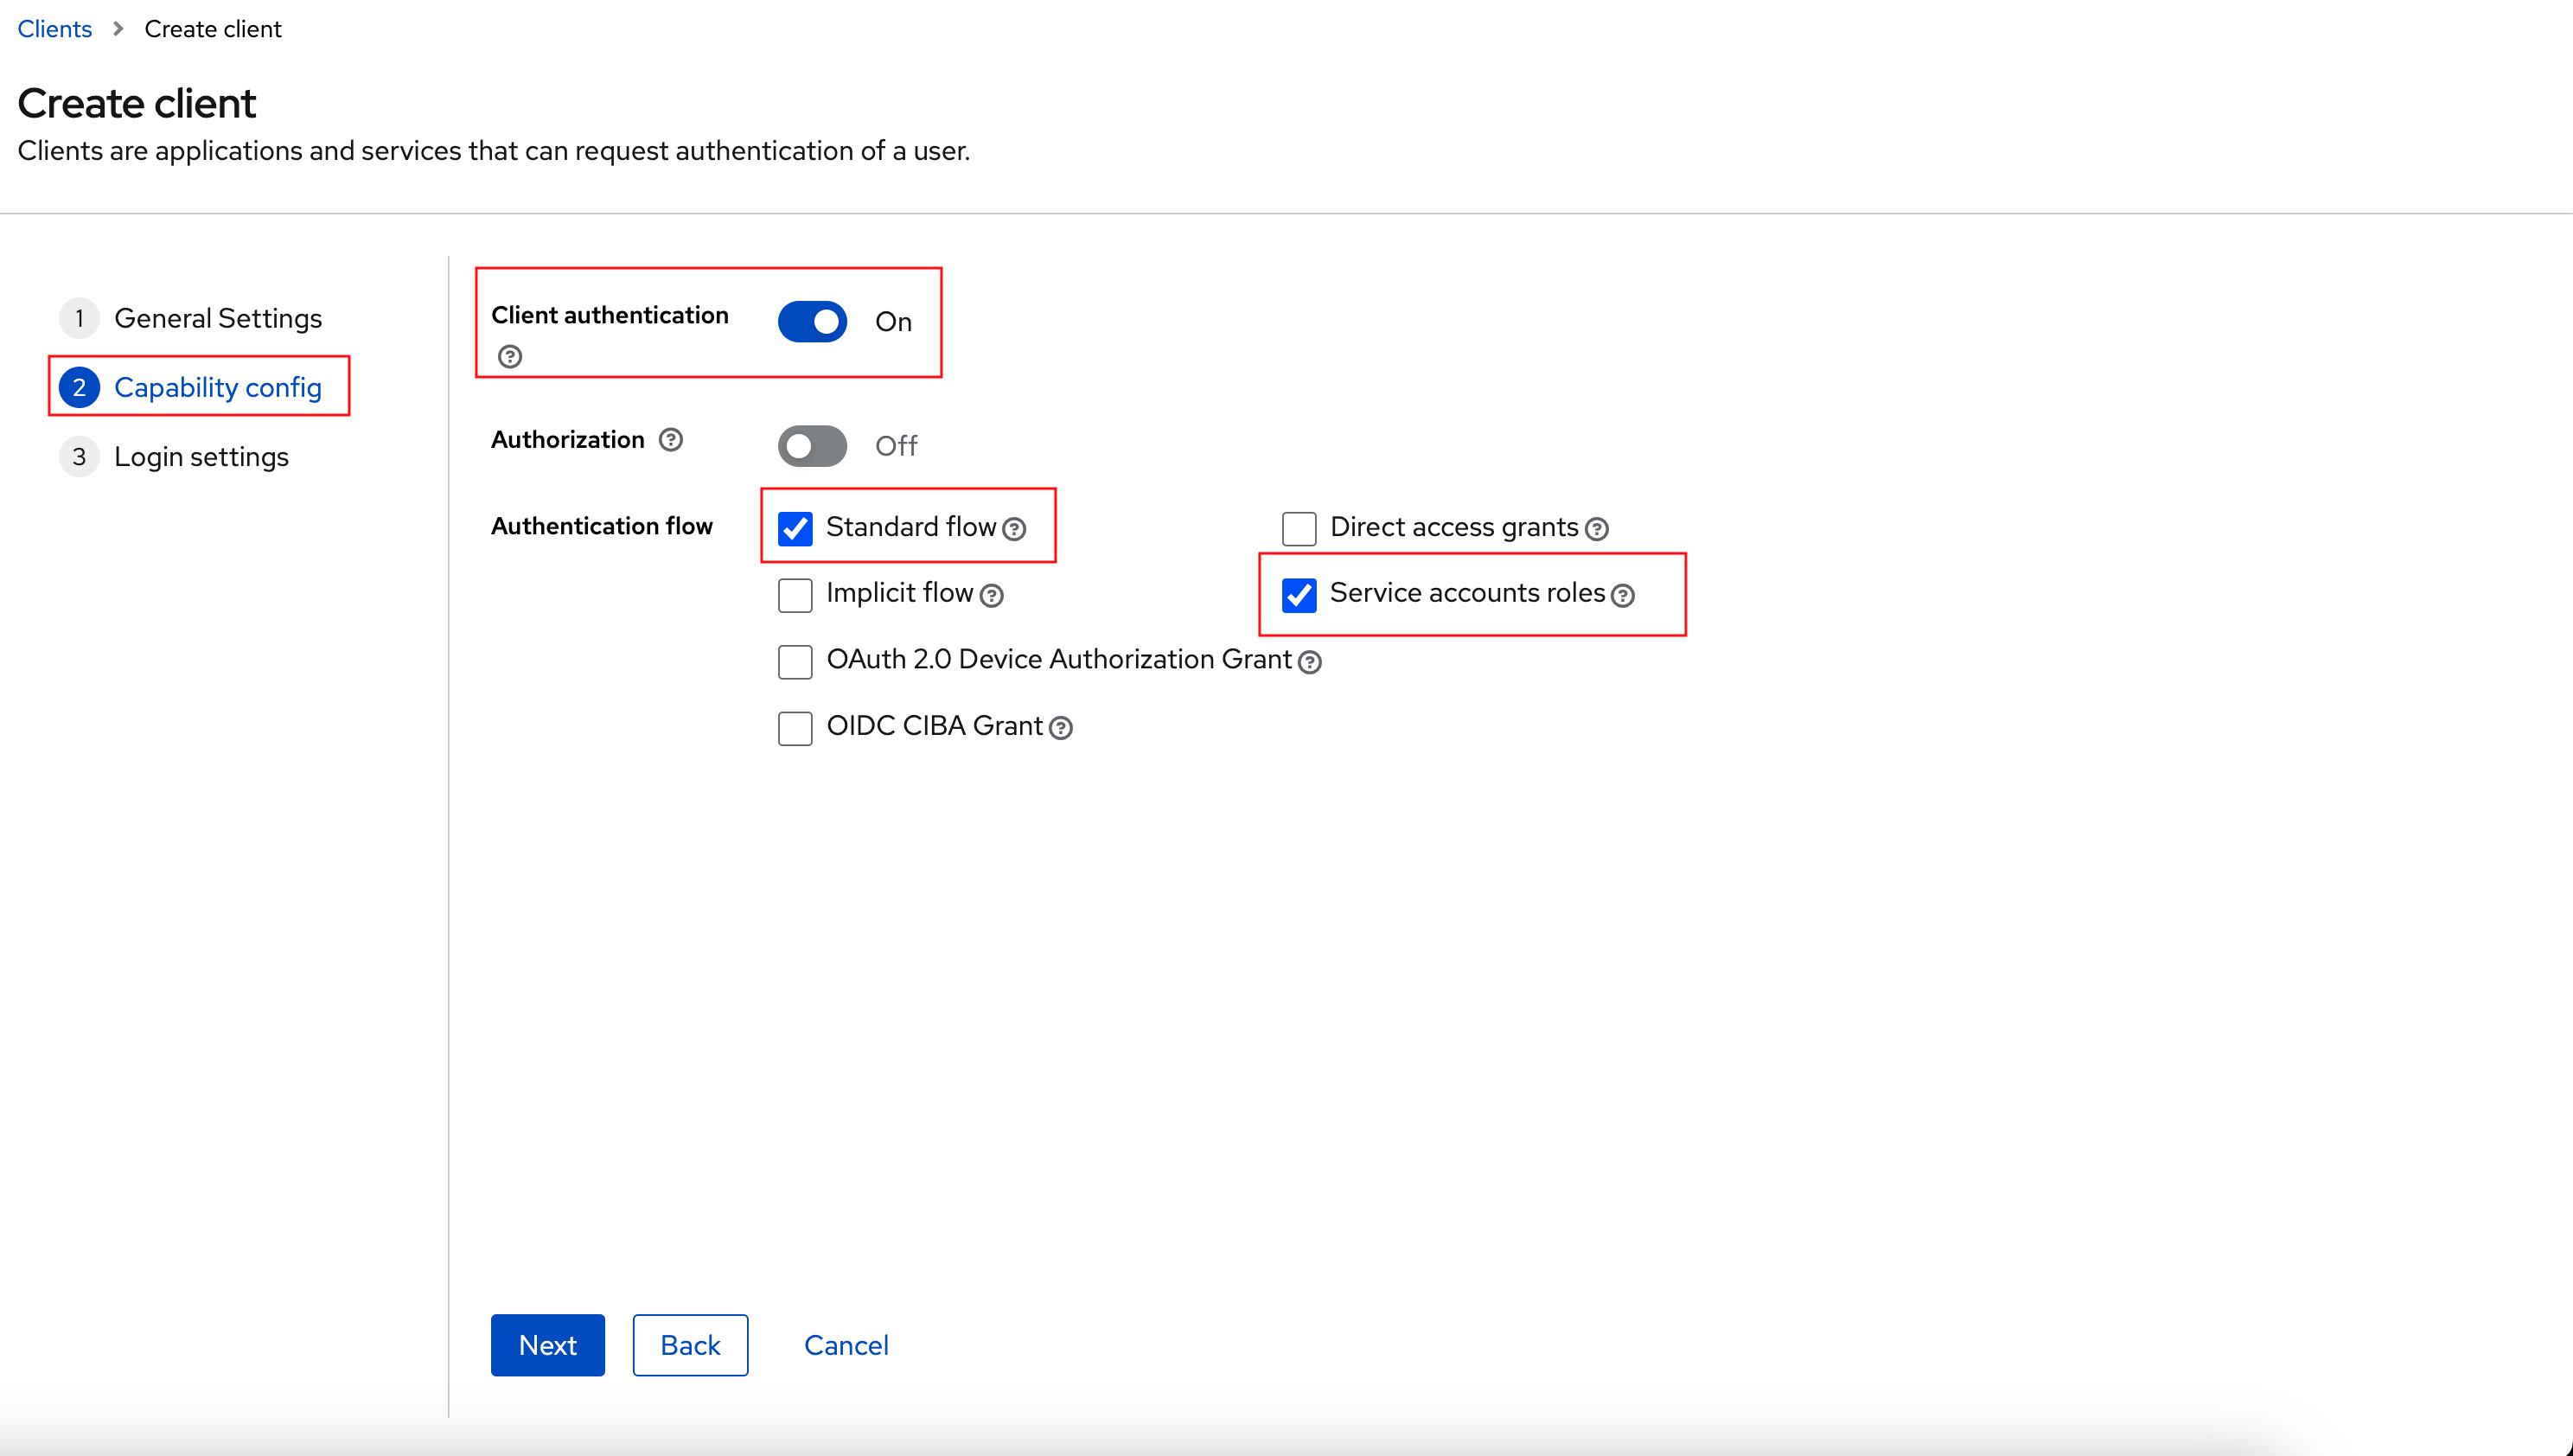 Clients > Create client
Create client
Clients are applications and services that can request authentication of a user.
1 General Settings
2 Capability config
3 Login settings
Client authentication ? On
Authorization ? Off
Authentication flow
Standard flow ? Direct access grants ?
Implicit flow ? Service accounts roles ?
OAuth 2.0 Device Authorization Grant ?
OIDC CIBA Grant ?
Next Back Cancel